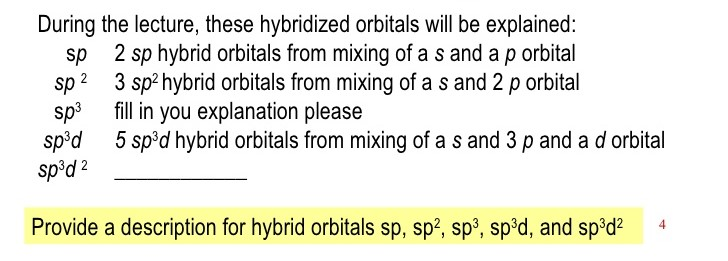 During the lecture, these hybridized orbitals will be explained:
sp 2 sp hybrid orbitals from mixing of a s and a p orbital
sp ² 3 sp² hybrid orbitals from mixing of a s and 2 p orbital
sp³ fill in you explanation please
sp³d 5 sp³d hybrid orbitals from mixing of a s and 3 p and a d orbital
sp³d ² ____________
Provide a description for hybrid orbitals sp, sp², sp³, sp³d, and sp³d² 4